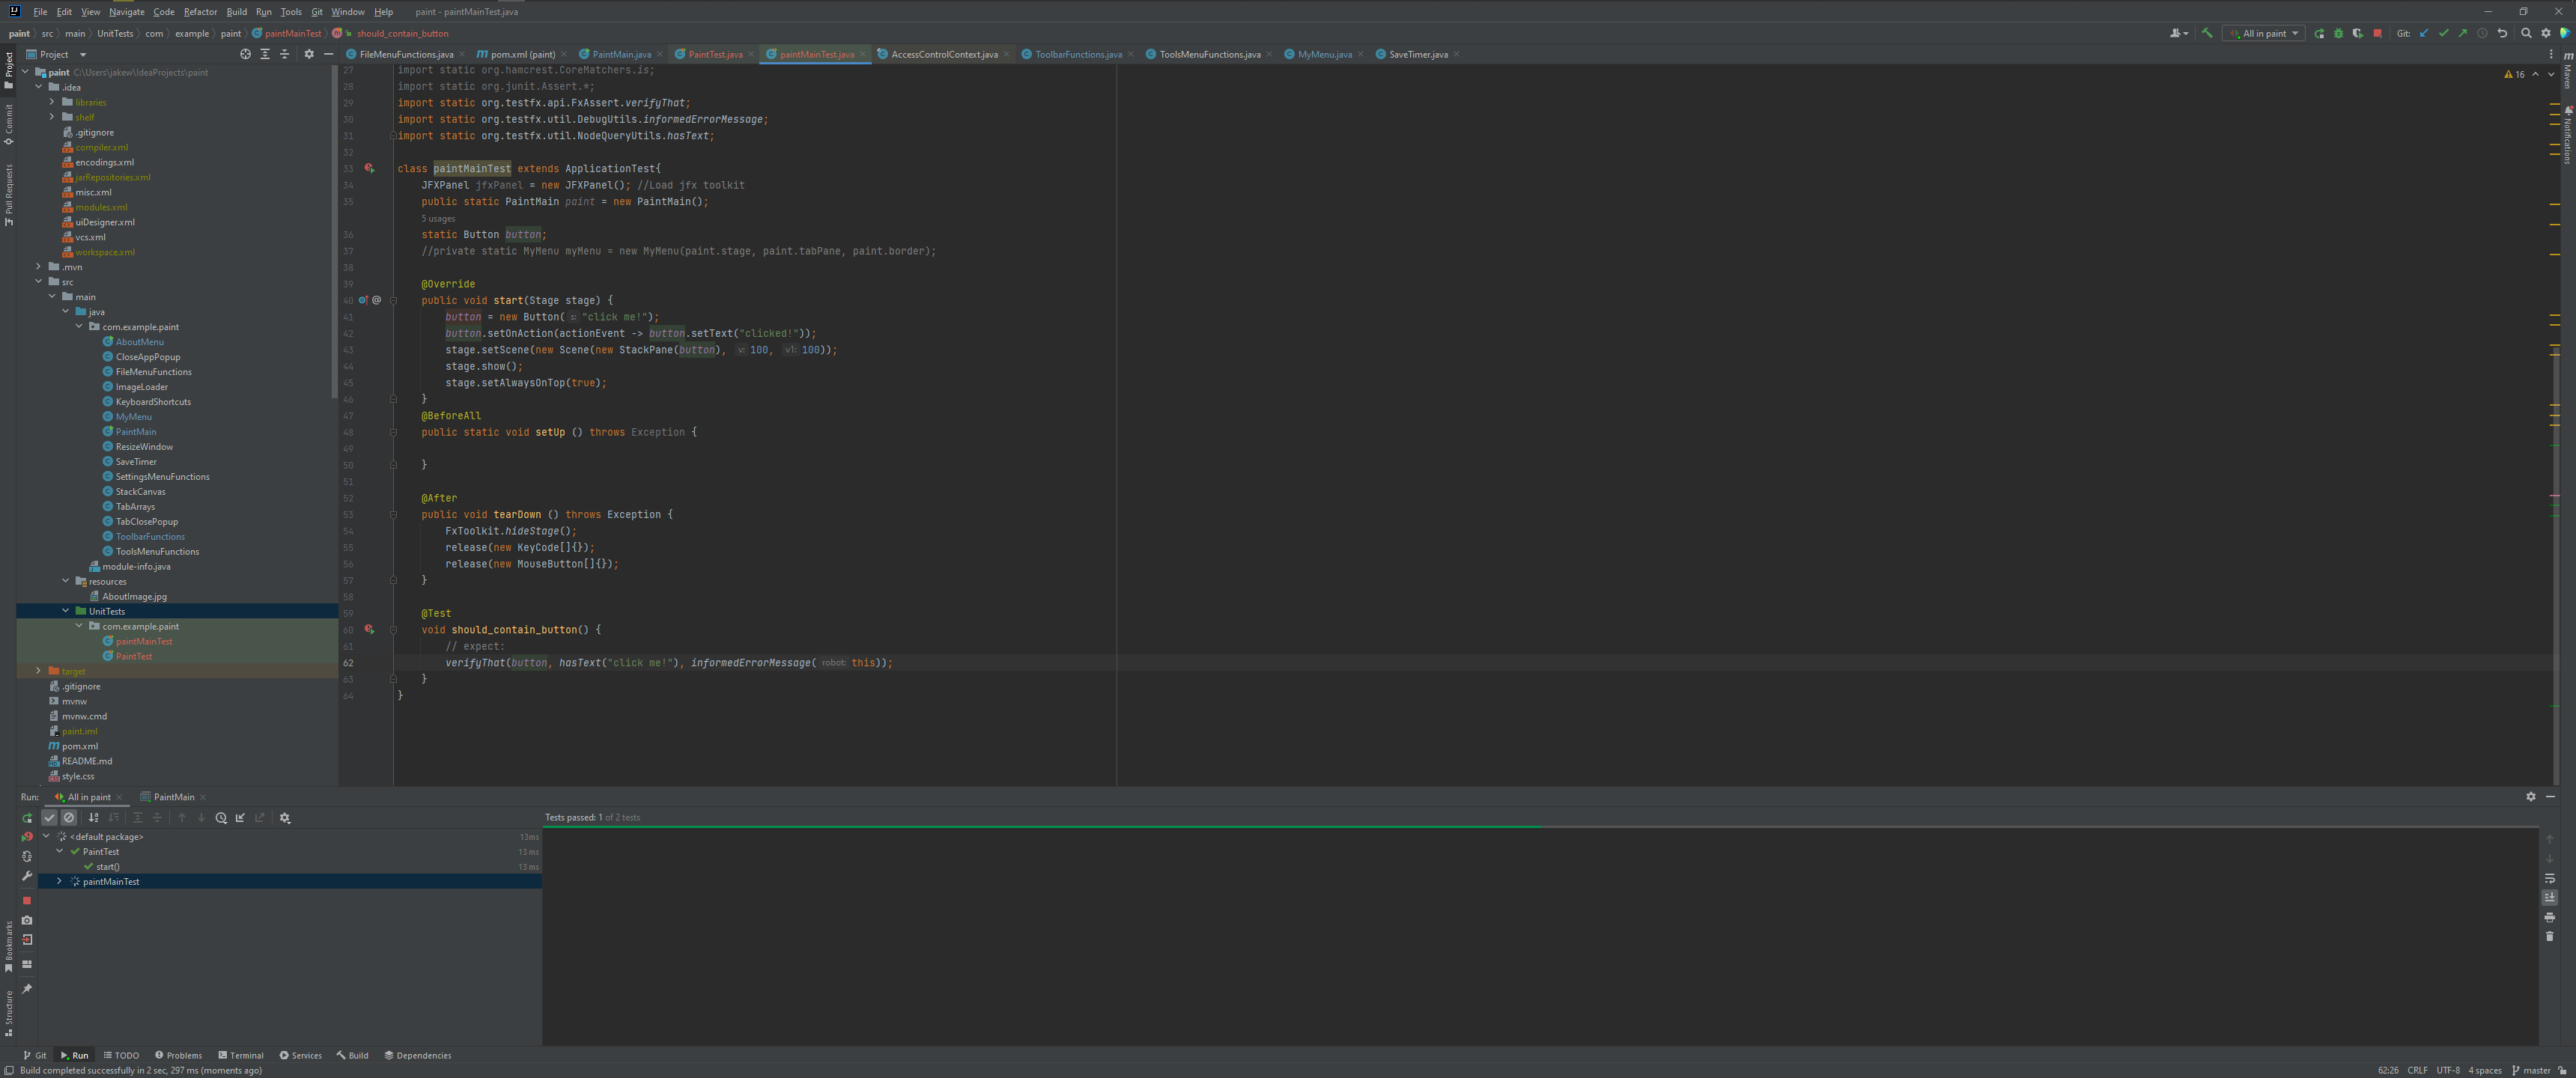 File Edit View Navigate Code Refactor Build Run Tools Git Window Help paint - paintMainTest.java
paint src main UnitTests com example paint paintMainTest should_contain_button
All in paint Git:
Project
FileMenuFunctions.java pom.xml (paint) PaintMain.java PaintTest.java paintMainTest.java AccessControlContext.java ToolbarFunctions.java ToolsMenuFunctions.java MyMenu.java SaveTimer.java
Project
Commit
Pull Requests
Bookmarks
Structure
Maven
Notifications
paint C:\Users\jakew\IdeaProjects\paint
.idea
libraries
shelf
.gitignore
compiler.xml
encodings.xml
jarRepositories.xml
misc.xml
modules.xml
uiDesigner.xml
vcs.xml
workspace.xml
.mvn
src
main
java
com.example.paint
AboutMenu
CloseAppPopup
FileMenuFunctions
ImageLoader
KeyboardShortcuts
MyMenu
PaintMain
ResizeWindow
SaveTimer
SettingsMenuFunctions
StackCanvas
TabArrays
TabClosePopup
ToolbarFunctions
ToolsMenuFunctions
module-info.java
resources
AboutImage.jpg
UnitTests
com.example.paint
paintMainTest
PaintTest
target
.gitignore
mvnw
mvnw.cmd
paint.iml
pom.xml
README.md
style.css
16
27 import static org.hamcrest.CoreMatchers.is;
28 import static org.junit.Assert.*;
29 import static org.testfx.api.FxAssert.verifyThat;
30 import static org.testfx.util.DebugUtils.informedErrorMessage;
31 import static org.testfx.util.NodeQueryUtils.hasText;
32
33 class paintMainTest extends ApplicationTest{
34 JFXPanel jfxPanel = new JFXPanel(); //Load jfx toolkit
35 public static PaintMain paint = new PaintMain();
5 usages
36 static Button button;
37 //private static MyMenu myMenu = new MyMenu(paint.stage, paint.tabPane, paint.border);
38
39 @Override
40 @ public void start(Stage stage) {
41 button = new Button( s: "click me!");
42 button.setOnAction(actionEvent -> button.setText("clicked!"));
43 stage.setScene(new Scene(new StackPane(button), v: 100, v1: 100));
44 stage.show();
45 stage.setAlwaysOnTop(true);
46 }
47 @BeforeAll
48 public static void setUp () throws Exception {
49
50 }
51
52 @After
53 public void tearDown () throws Exception {
54 FxToolkit.hideStage();
55 release(new KeyCode[]{});
56 release(new MouseButton[]{});
57 }
58
59 @Test
60 void should_contain_button() {
61 // expect:
62 verifyThat(button, hasText("click me!"), informedErrorMessage( robot: this));
63 }
64 }
Run: All in paint PaintMain
Tests passed: 1 of 2 tests
<default package> 13ms
PaintTest 13 ms
start() 13 ms
paintMainTest
Git Run TODO Problems Terminal Services Build Dependencies
Build completed successfully in 2 sec, 297 ms (moments ago) 62:26 CRLF UTF-8 4 spaces master